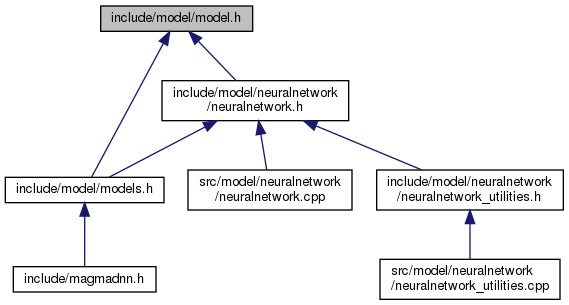 include/model/model.h
include/model/neuralnetwork
/neuralnetwork.h
include/model/models.h
src/model/neuralnetwork
/neuralnetwork.cpp
include/model/neuralnetwork
/neuralnetwork_utilities.h
include/magmadnn.h
src/model/neuralnetwork
/neuralnetwork_utilities.cpp